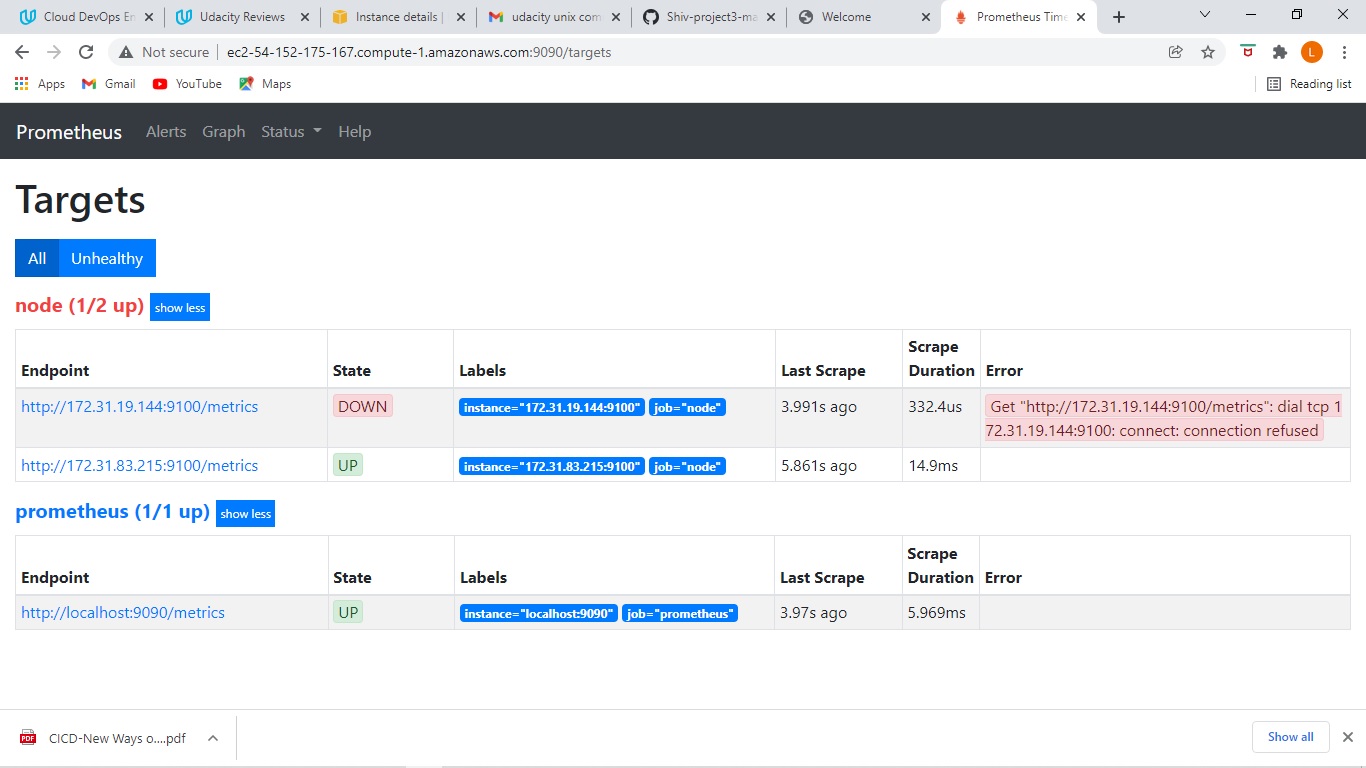 Cloud DevOps En
Udacity Reviews
Instance details |
udacity unix com
Shiv-project3-ma
Welcome
Prometheus Time
Not secure
ec2-54-152-175-167.compute-1.amazonaws.com:9090/targets
L
Apps
Gmail
YouTube
Maps
Reading list
Prometheus
Alerts
Graph
Status
Help
Targets
All
Unhealthy
node (1/2 up)
show less
Endpoint
State
Labels
Last Scrape
Scrape
Duration
Error
http://172.31.19.144:9100/metrics
DOWN
instance="172.31.19.144:9100"
job="node"
3.991s ago
332.4us
Get "http://172.31.19.144:9100/metrics": dial tcp 1
72.31.19.144:9100: connect: connection refused
http://172.31.83.215:9100/metrics
UP
instance="172.31.83.215:9100"
job="node"
5.861s ago
14.9ms
prometheus (1/1 up)
show less
Endpoint
State
Labels
Last Scrape
Scrape
Duration
Error
http://localhost:9090/metrics
UP
instance="localhost:9090"
job="prometheus"
3.97s ago
5.969ms
PDF
CICD-New Ways o....pdf
Show all